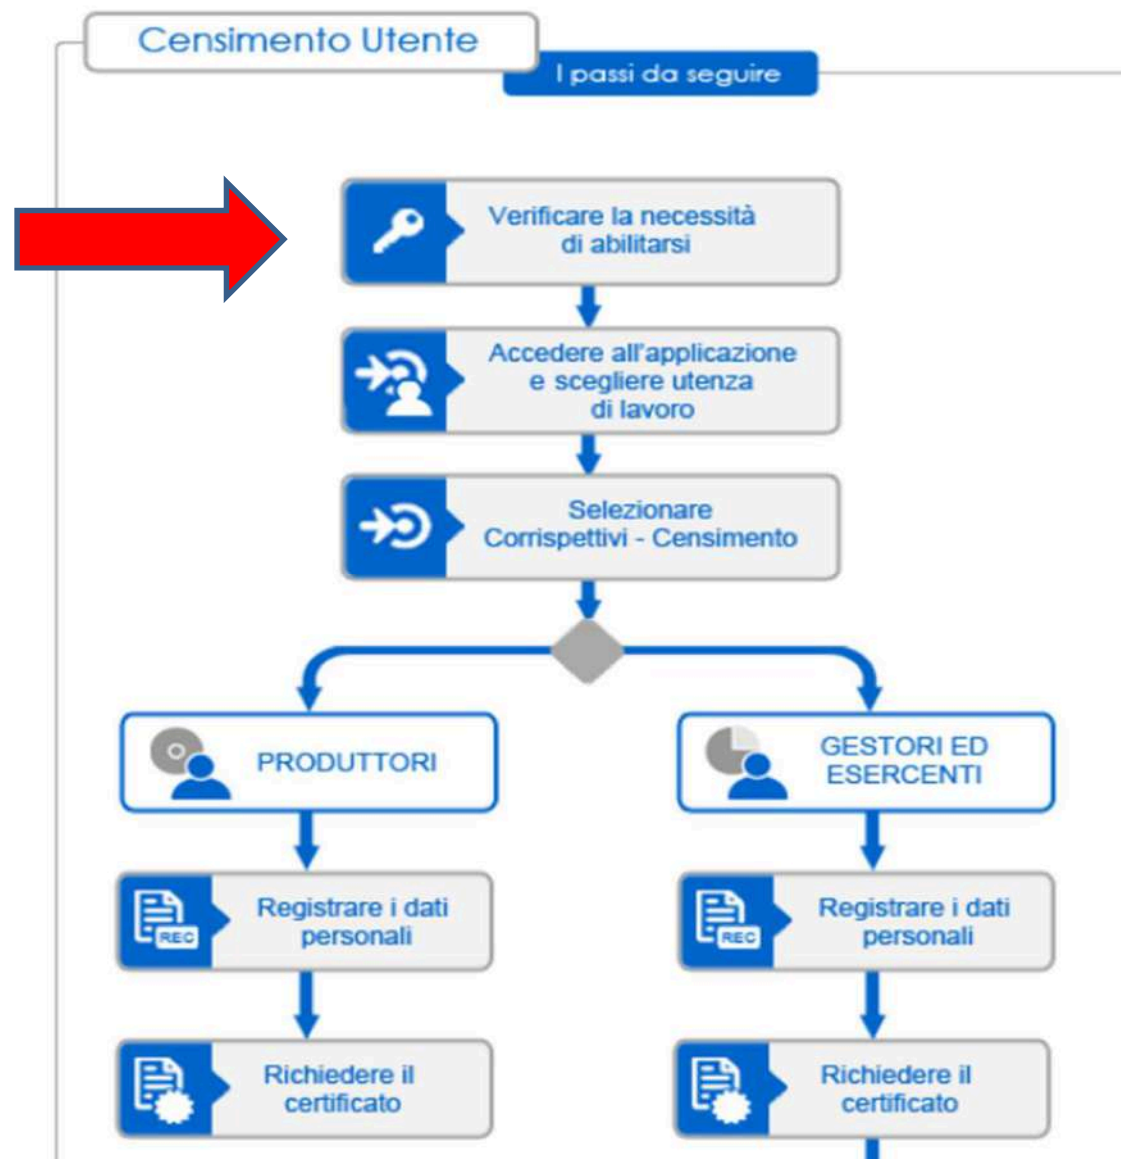 Censimento Utente
I passi da seguire
Verificare la necessità
di abilitarsi
Accedere all'applicazione
e scegliere utenza
di lavoro
Selezionare
Corrispettivi - Censimento
PRODUTTORI
GESTORI ED
ESERCENTI
REC
Registrare i dati
personali
REC
Registrare i dati
personali
Richiedere il
certificato
Richiedere il
certificato